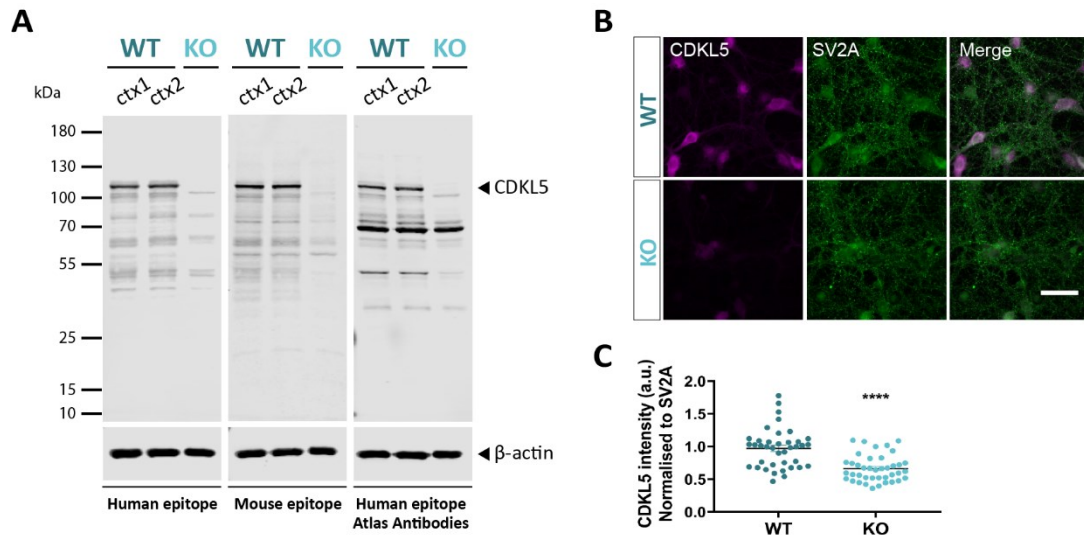 A
WT KO WT KO WT KO
ctx1 ctx2 ctx1 ctx2 ctx1 ctx2
kDa
180
130
100
70
55
25
15
10
CDKL5
β-actin
Human epitope
Mouse epitope
Human epitope
Atlas Antibodies
B
CDKL5 SV2A Merge
WT
KO
C
CDKL5 intensity (a.u.)
Normalised to SV2A
2.0
1.5
1.0
0.5
0.0
****
WT KO